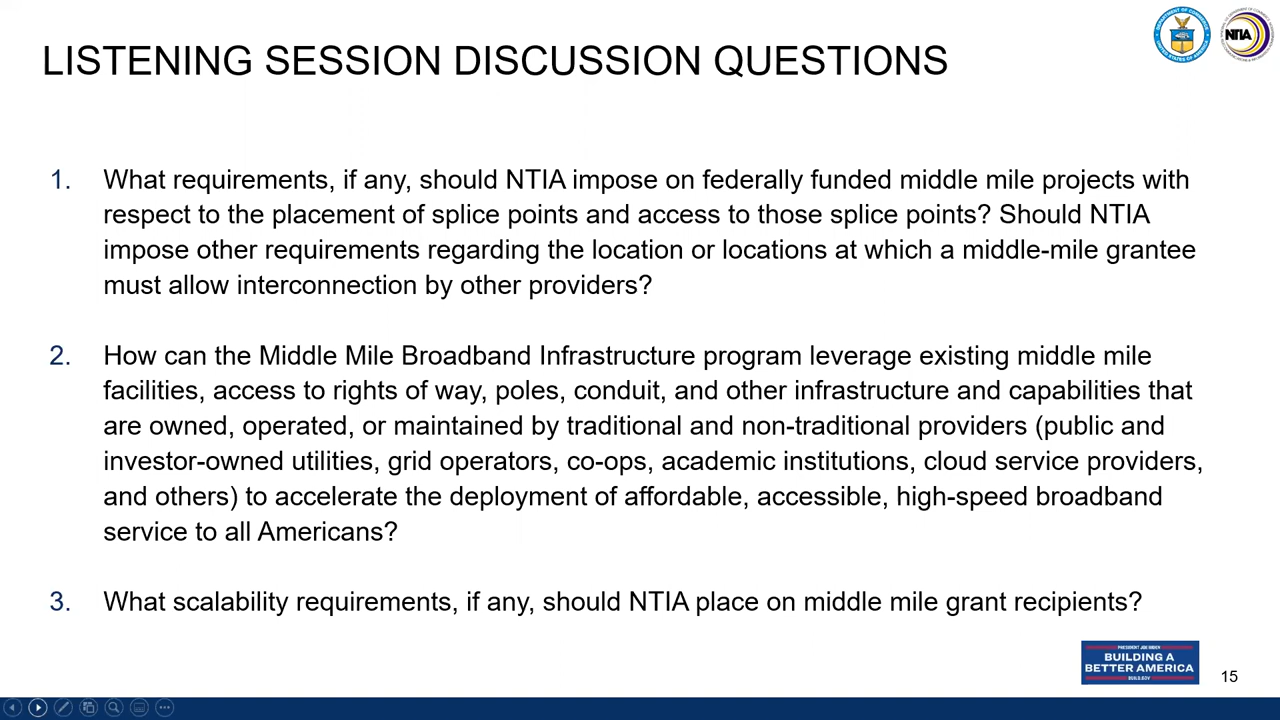 LISTENING SESSION DISCUSSION QUESTIONS
NTIA
1. What requirements, if any, should NTIA impose on federally funded middle mile projects with
respect to the placement of splice points and access to those splice points? Should NTIA
impose other requirements regarding the location or locations at which a middle-mile grantee
must allow interconnection by other providers?
2. How can the Middle Mile Broadband Infrastructure program leverage existing middle mile
facilities, access to rights of way, poles, conduit, and other infrastructure and capabilities that
are owned, operated, or maintained by traditional and non-traditional providers (public and
investor-owned utilities, grid operators, co-ops, academic institutions, cloud service providers,
and others) to accelerate the deployment of affordable, accessible, high-speed broadband
service to all Americans?
3. What scalability requirements, if any, should NTIA place on middle mile grant recipients?
PRESIDENT JOE BIDEN
BUILDING A
BETTER AMERICA
BUILD.GOV
15